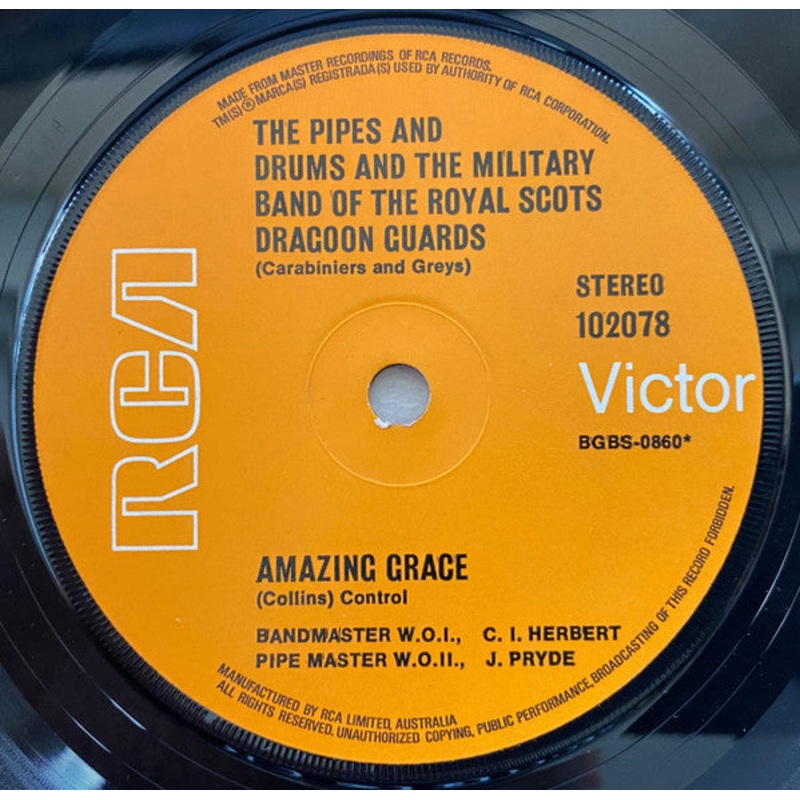 MADE FROM MASTER RECORDINGS OF RCA RECORDS.
TM(S) ® MARCA(S) REGISTRADA(S) USED BY AUTHORITY OF RCA CORPORATION.
THE PIPES AND
DRUMS AND THE MILITARY
BAND OF THE ROYAL SCOTS
DRAGOON GUARDS
(Carabiniers and Greys)
STEREO
102078
RCA
Victor
BGBS-0860*
AMAZING GRACE
(Collins) Control
BANDMASTER W.O.I., C. I. HERBERT
PIPE MASTER W.O.II., J. PRYDE
MANUFACTURED BY RCA LIMITED, AUSTRALIA
ALL RIGHTS RESERVED. UNAUTHORIZED COPYING, PUBLIC PERFORMANCE, BROADCASTING OF THIS RECORD FORBIDDEN.